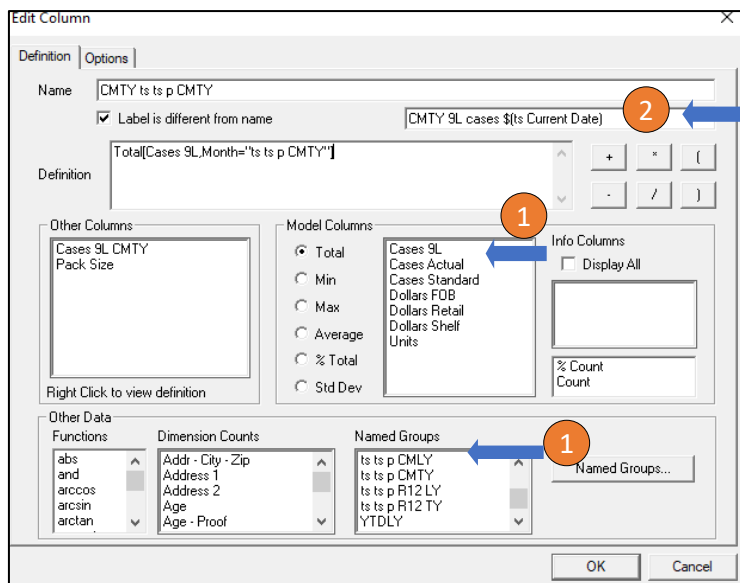 Edit Column
Definition Options
Name CMTY ts ts p CMTY
Label is different from name CMTY 9L cases $(ts Current Date) 2
Definition Total[Cases 9L,Month="ts ts p CMTY"]
+ * (
- / )
Other Columns
Cases 9L CMTY
Pack Size
Right Click to view definition
Model Columns
Total
Min
Max
Average
% Total
Std Dev
Cases 9L
Cases Actual
Cases Standard
Dollars FOB
Dollars Retail
Dollars Shelf
Units
1
Info Columns
Display All
% Count
Count
Other Data
Functions
abs
and
arccos
arcsin
arctan
Dimension Counts
Addr - City - Zip
Address 1
Address 2
Age
Age - Proof
Named Groups
ts ts p CMLY
ts ts p CMTY
ts ts p R12 LY
ts ts p R12 TY
YTDLY
1
Named Groups...
OK Cancel